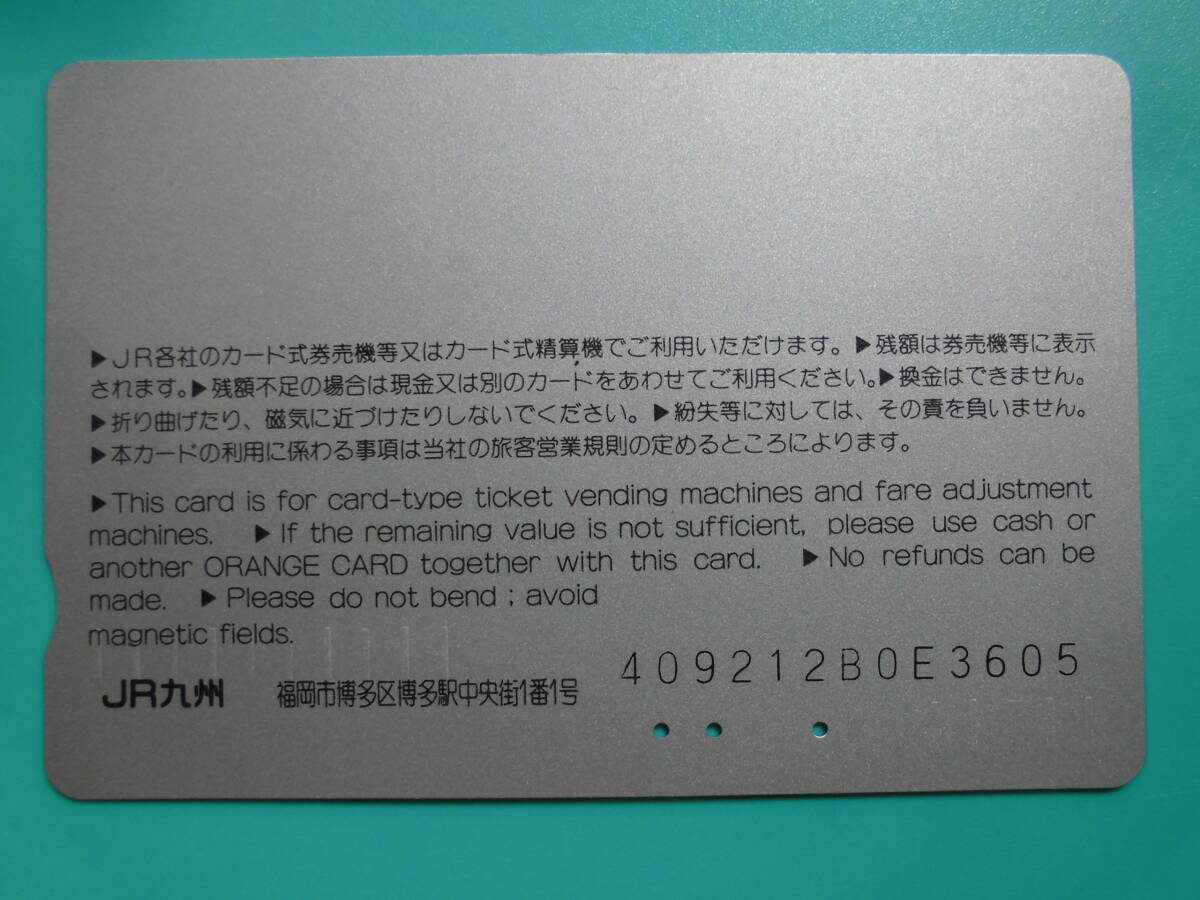 ▶JR各社のカード式券売機等又はカード式精算機でご利用いただけます。▶残額は券売機等に表示
されます。▶残額不足の場合は現金又は別のカードをあわせてご利用ください。▶換金はできません。
▶折り曲げたり、磁気に近づけたりしないでください。▶紛失等に対しては、その責を負いません。
▶本カードの利用に係わる事項は当社の旅客営業規則の定めるところによります。
▶This card is for card-type ticket vending machines and fare adjustment
machines. ▶If the remaining value is not sufficient, please use cash or
another ORANGE CARD together with this card. ▶No refunds can be
made. ▶Please do not bend ; avoid
magnetic fields.
JR九州 福岡市博多区博多駅中央街1番1号 409212B0E3605